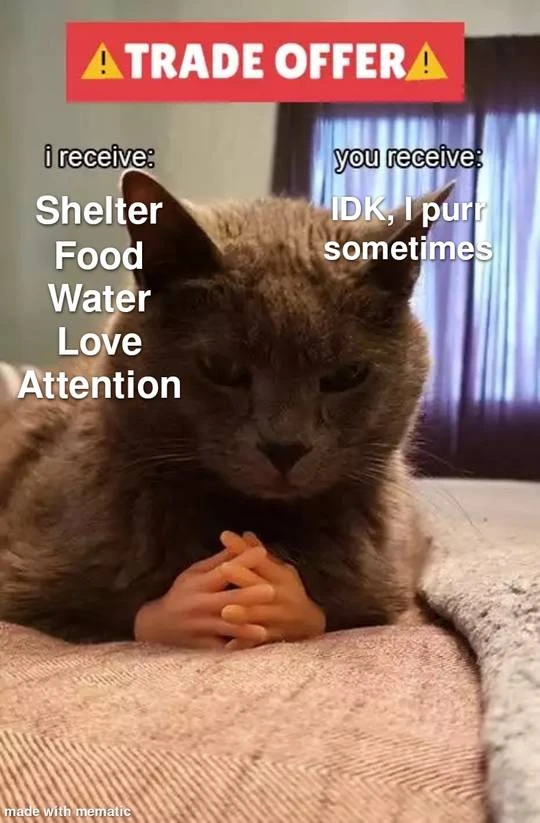 ⚠️TRADE OFFER⚠️
i receive:
Shelter
Food
Water
Love
Attention
you receive:
IDK, I purr
sometimes
made with mematic